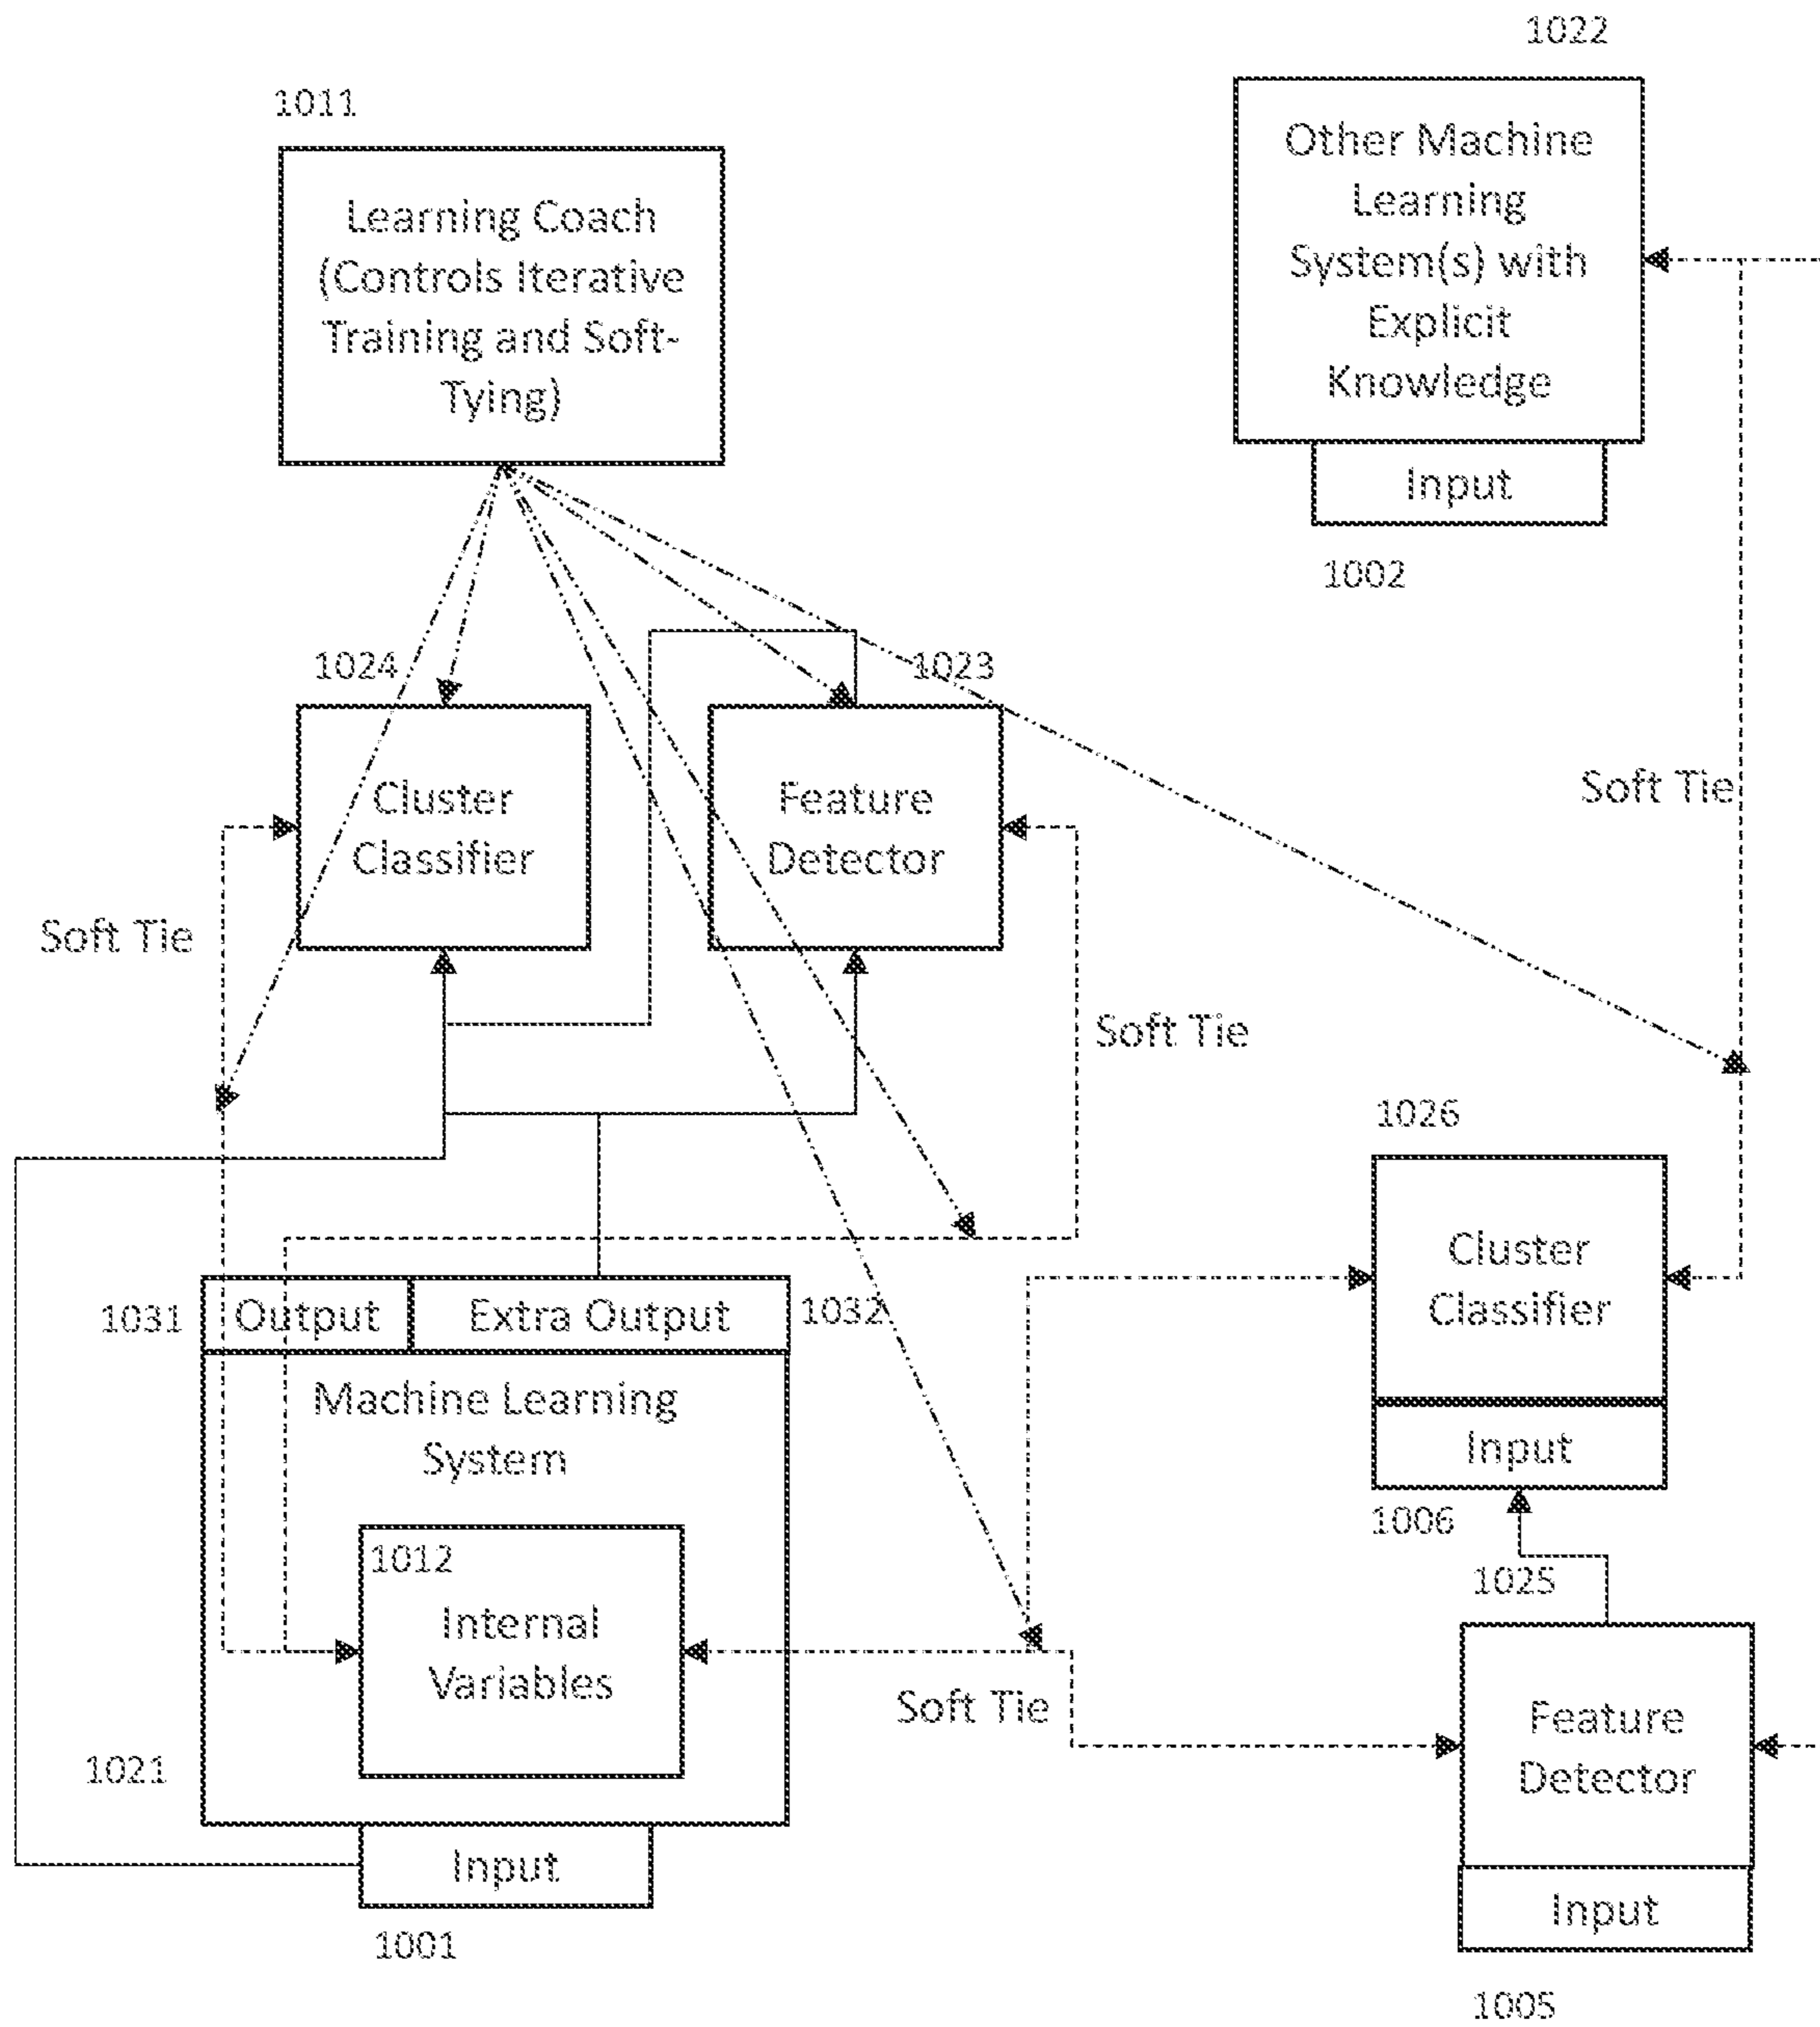 1022
Other Machine
Learning
System(s) with
Explicit
Knowledge
Input
1002
1011
Learning Coach
(Controls Iterative
Training and Soft-
Tying)
1024
Cluster
Classifier
1023
Feature
Detector
Soft Tie
Soft Tie
Soft Tie
1026
Cluster
Classifier
Input
1006
1031
Output
Extra Output
1032
Machine Learning
System
1012
Internal
Variables
1021
Input
1001
Soft Tie
1025
Feature
Detector
Input
1005